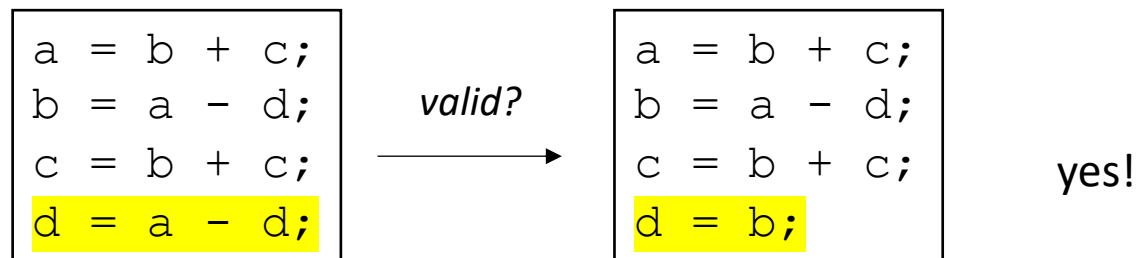 a = b + c;
b = a - d;
c = b + c;
d = a - d;
valid?
a = b + c;
b = a - d;
c = b + c;
d = b;
yes!